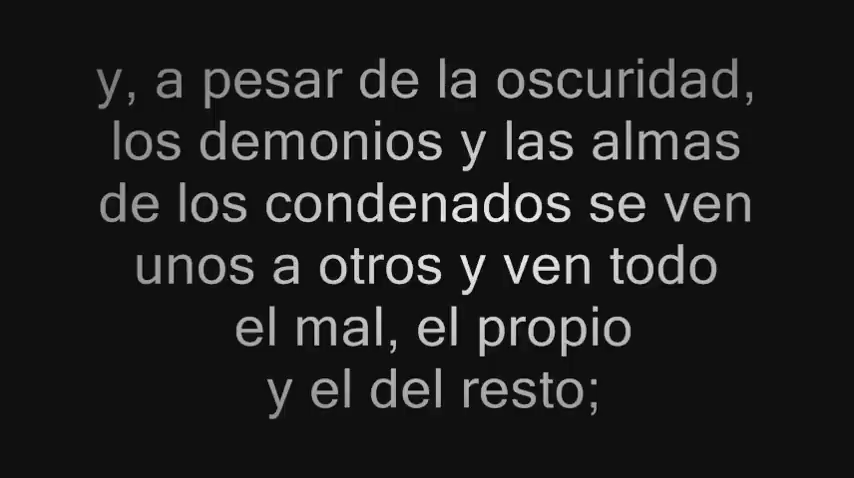 y, a pesar de la oscuridad,
los demonios y las almas
de los condenados se ven
unos a otros y ven todo
el mal, el propio
y el del resto;